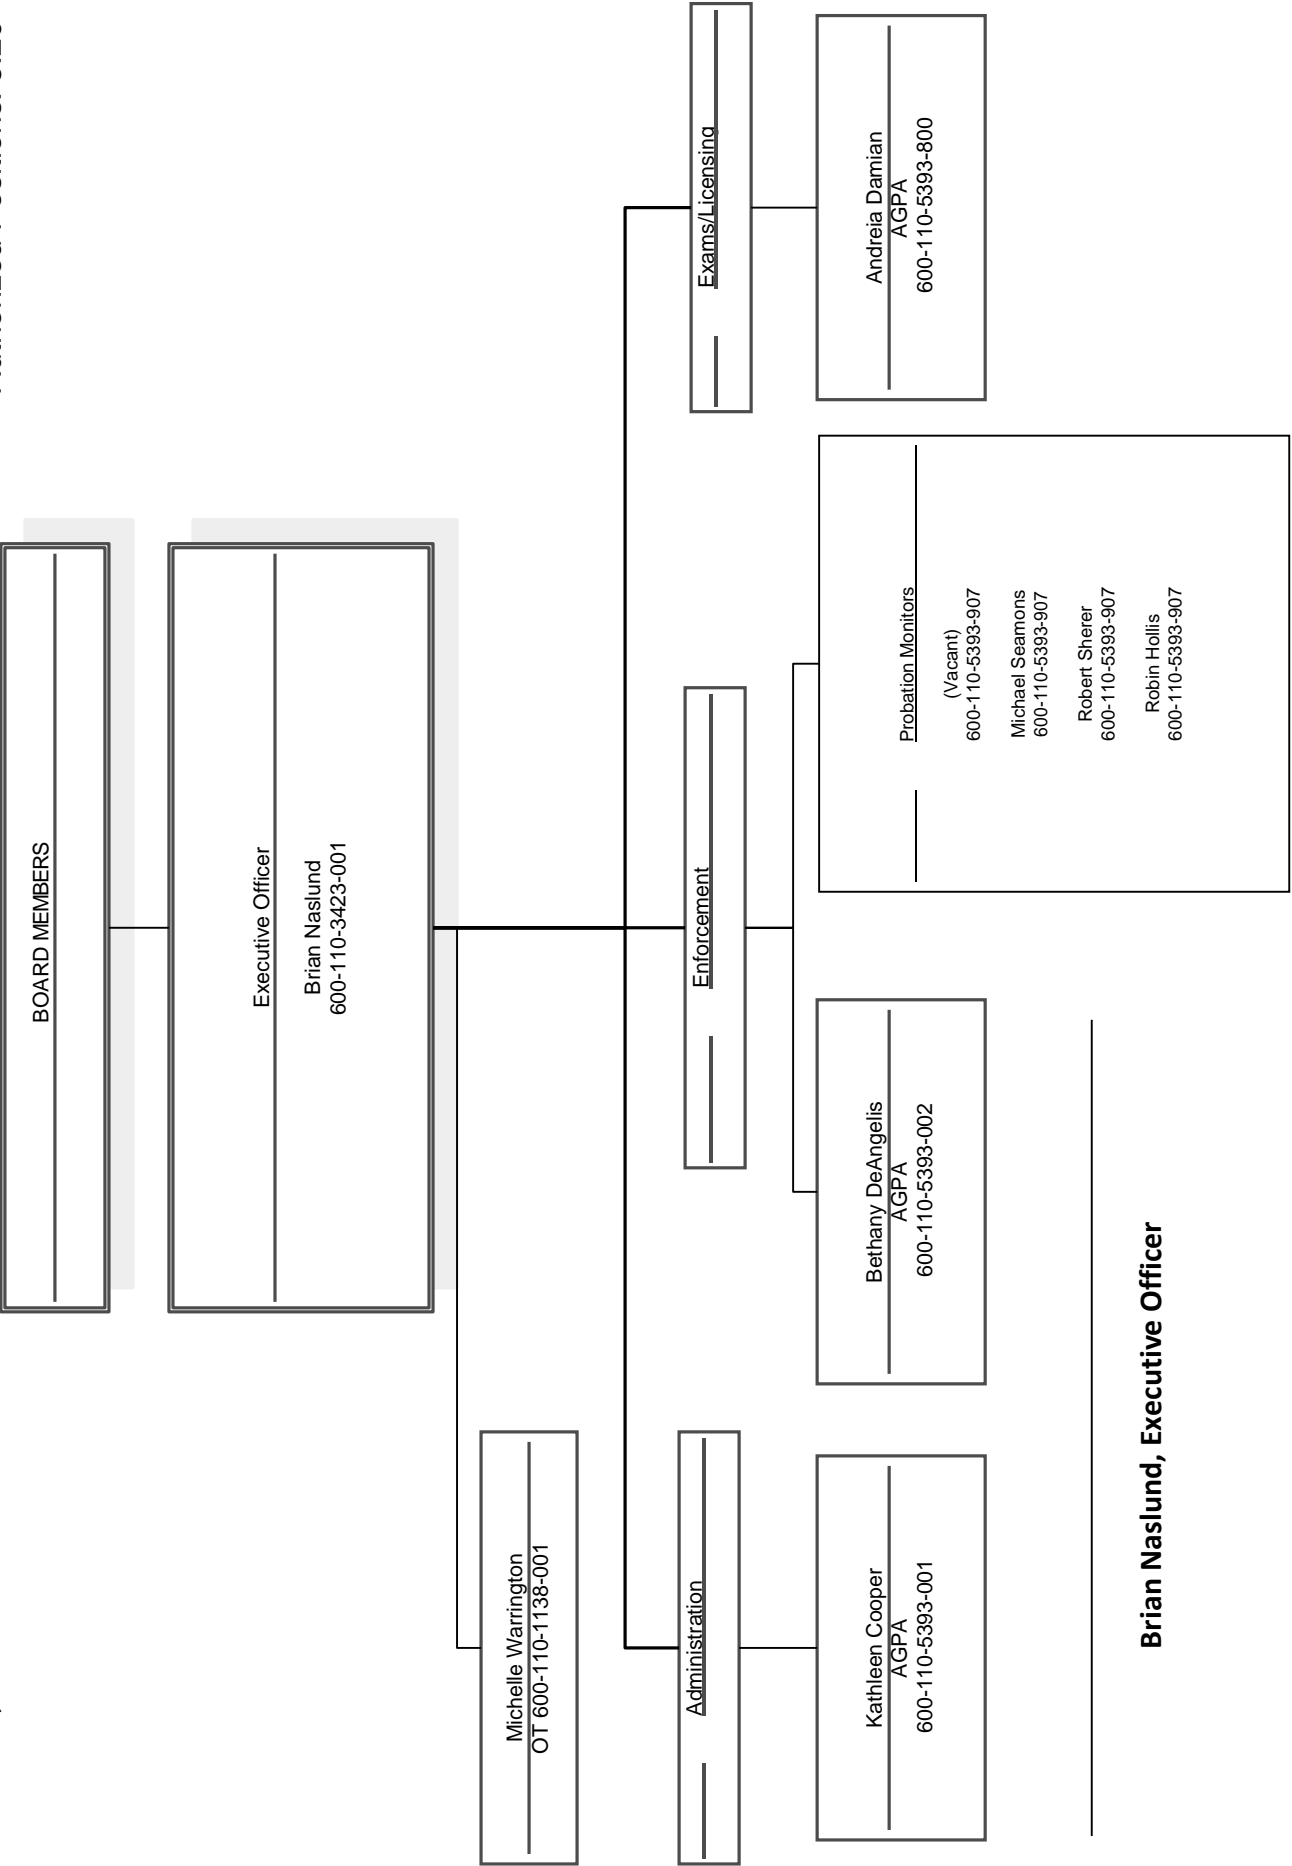 BOARD MEMBERS
Executive Officer
Brian Naslund
600-110-3423-001
Michelle Warrington
OT 600-110-1138-001
Administration
Enforcement
Exams/Licensing
Kathleen Cooper
AGPA
600-110-5393-001
Bethany DeAngelis
AGPA
600-110-5393-002
Probation Monitors
(Vacant)
600-110-5393-907
Michael Seamons
600-110-5393-907
Robert Sherer
600-110-5393-907
Robin Hollis
600-110-5393-907
Andreia Damian
AGPA
600-110-5393-800
Brian Naslund, Executive Officer